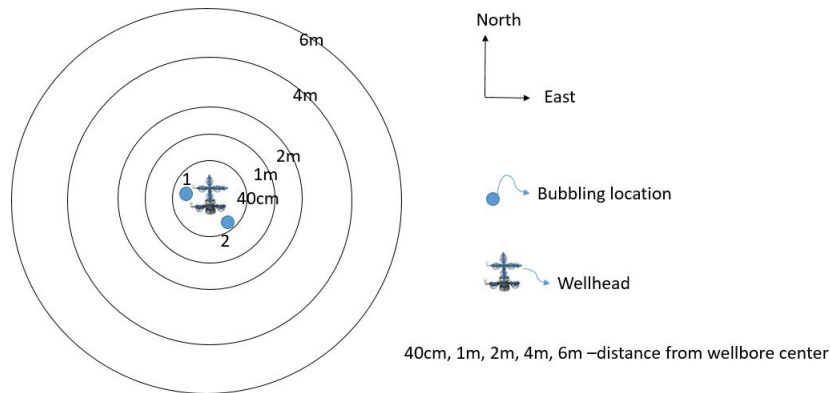 6m
4m
2m
1m
40cm
1
2
North
East
Bubbling location
Wellhead
40cm, 1m, 2m, 4m, 6m –distance from wellbore center